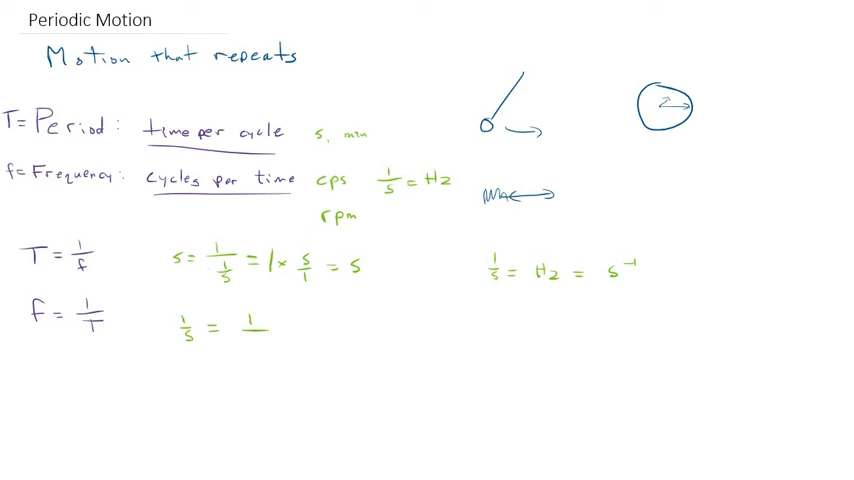 Periodic Motion
Motion that repeats
T = Period: time per cycle s, min
f = Frequency: cycles per time cps 1/s = Hz
rpm
T = 1/f s = 1/(1/s) = 1 × s/1 = s 1/s = Hz = s⁻¹
f = 1/T 1/s = 1/